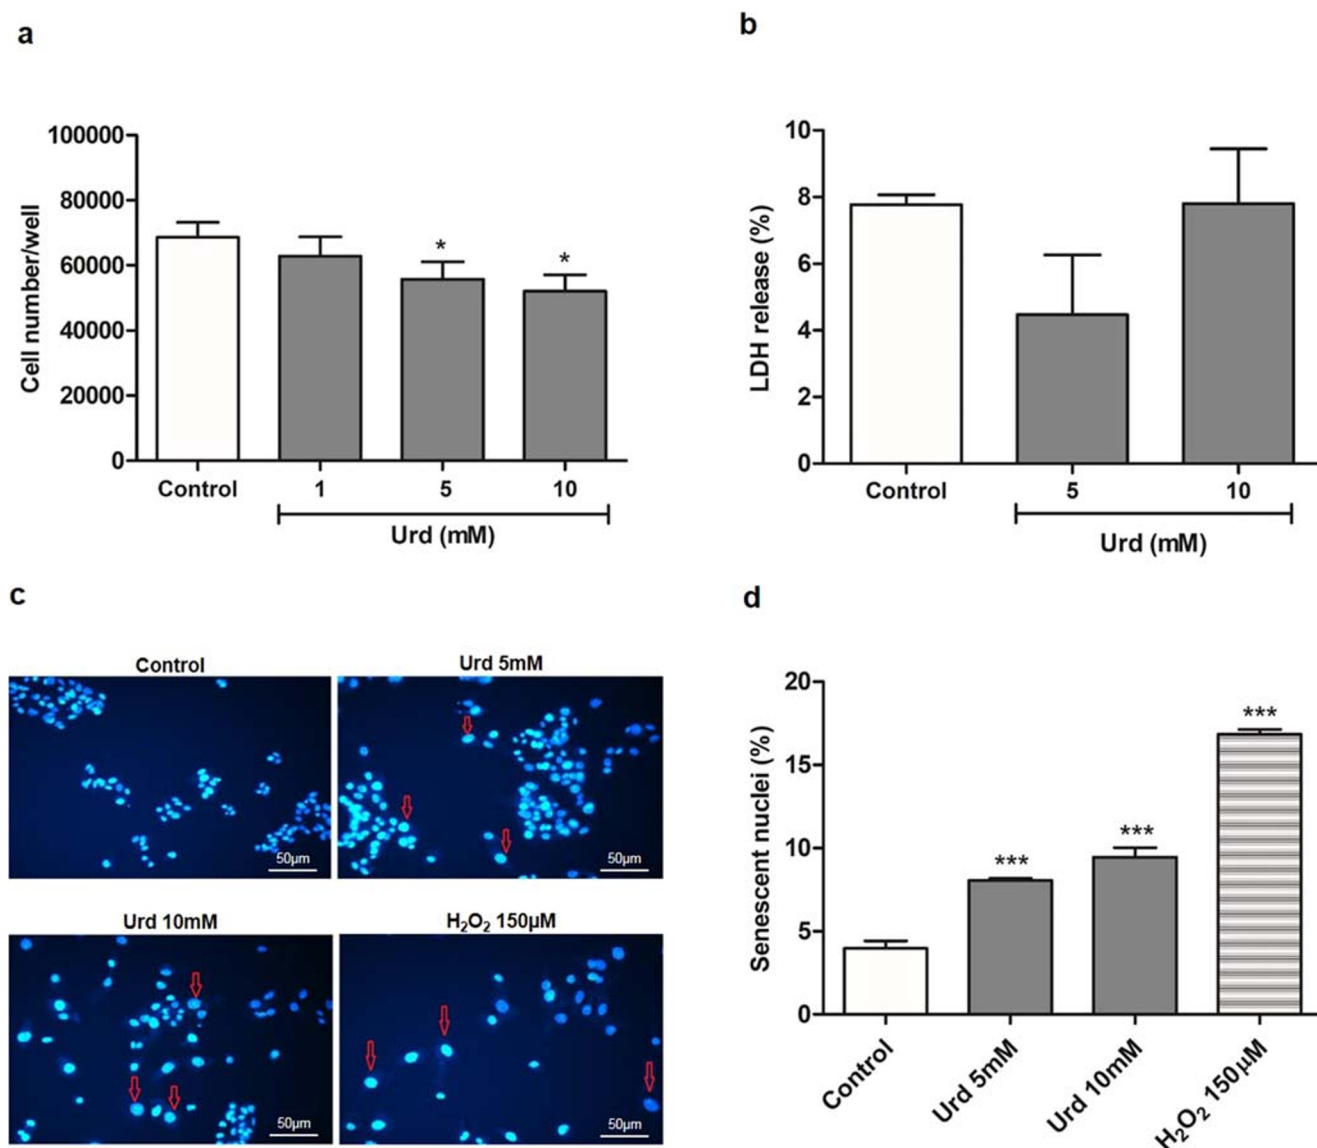 a
100000
80000
60000
40000
20000
0
Cell number/well
*
*
Control
1
5
10
Urd (mM)
b
10
8
6
4
2
0
LDH release (%)
Control
5
10
Urd (mM)
c
Control
Urd 5mM
50µm
50µm
Urd 10mM
H₂O₂ 150µM
50µm
50µm
d
20
15
10
5
0
Senescent nuclei (%)
***
***
***
Control
Urd 5mM
Urd 10mM
H₂O₂ 150µM